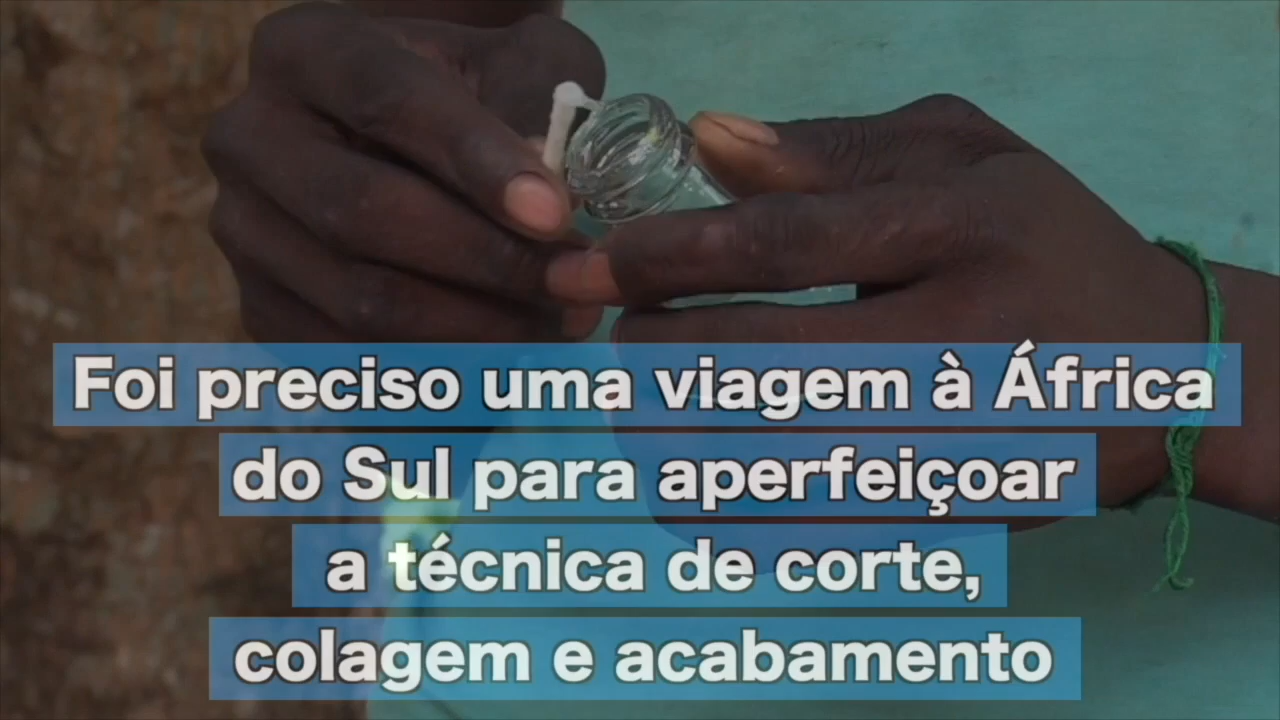 Foi preciso uma viagem à África
do Sul para aperfeiçoar
a técnica de corte,
colagem e acabamento